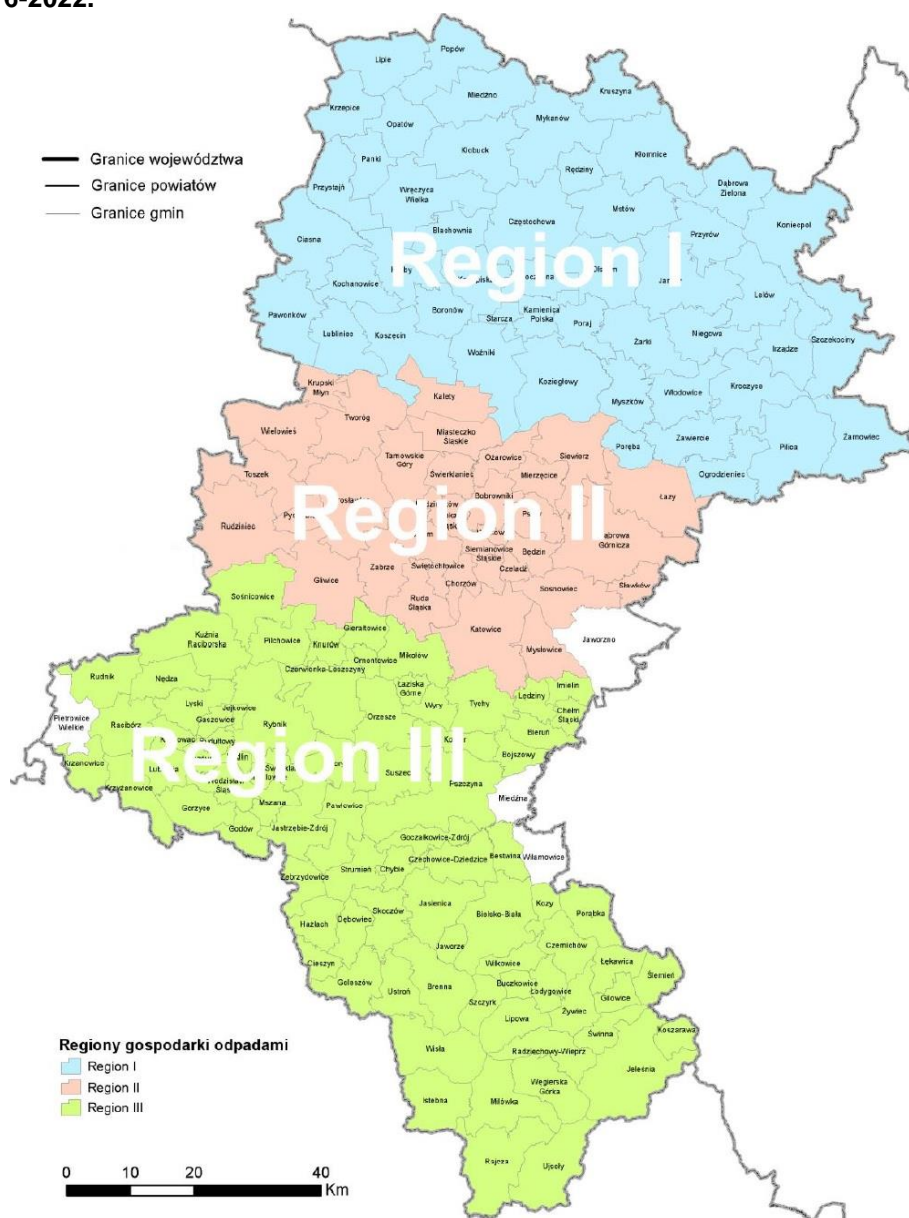 6-2022.
Popów
Lipie
Miedźno
Kruszyna
Krzepice
Opatów
Mykanów
Kłobuck
Kłomnice
Panki
Rędziny
Granice województwa
Granice powiatów
Granice gmin
Przystajń
Wręczyca
Wielka
Dąbrowa
Zielona
Mstów
Koniecpol
Częstochowa
Blachownia
Przyrów
Ciasna
Region I
Kochanowice
Lelów
Pawonków
Boronów
Starcza
Kamienica
Polska
Poraj
Lubliniec
Koszęcin
Niegowa
Żarki
Irządze
Szczekociny
Woźniki
Koziegłowy
Kroczyce
Włodowice
Myszków
Krupski
Młyn
Kalety
Tworóg
Wielowieś
Miasteczko
Śląskie
Poręba
Zawiercie
Pilica
Żarnowiec
Tarnowskie
Góry
Ożarowice
Siewierz
Świerklaniec
Mierzęcice
Ogrodzieniec
Toszek
Bobrowniki
Łazy
Region II
Rudziniec
Dąbrowa
Górnicza
Siemianowice
Śląskie
Będzin
Świętochłowice
Czeladź
Zabrze
Gliwice
Chorzów
Sosnowiec
Sławków
Ruda
Śląska
Sośnicowice
Katowice
Mysłowice
Jaworzno
Gierałtowice
Kuźnia
Raciborska
Pilchowice
Knurów
Ornontowice
Mikołów
Czerwionka-Leszczyny
Rudnik
Nędza
Łaziska
Górne
Wyry
Tychy
Lędziny
Imielin
Chełm
Śląski
Pietrowice
Wielkie
Racibórz
Lyski
Jejkowice
Gaszowice
Rybnik
Orzesze
Bieruń
Region III
Bojszowy
Krzanowice
Suszec
Pszczyna
Krzyżanowice
Miedźna
Gorzyce
Mszana
Pawłowice
Godów
Jastrzębie-Zdrój
Goczałkowice-Zdrój
Czechowice-Dziedzice
Bestwina
Wilamowice
Zebrzydowice
Strumień
Chybie
Hażlach
Dębowiec
Skoczów
Jasienica
Bielsko-Biała
Kozy
Porąbka
Jaworze
Czernichów
Cieszyn
Wilkowice
Łękawica
Ślemień
Goleszów
Ustroń
Brenna
Buczkowice
Łodygowice
Gilowice
Szczyrk
Żywiec
Lipowa
Świnna
Koszarawa
Wisła
Radziechowy-Wieprz
Jeleśnia
Węgierska
Górka
Istebna
Milówka
Rajcza
Ujsoły
Regiony gospodarki odpadami
Region I
Region II
Region III
0 10 20 40
Km